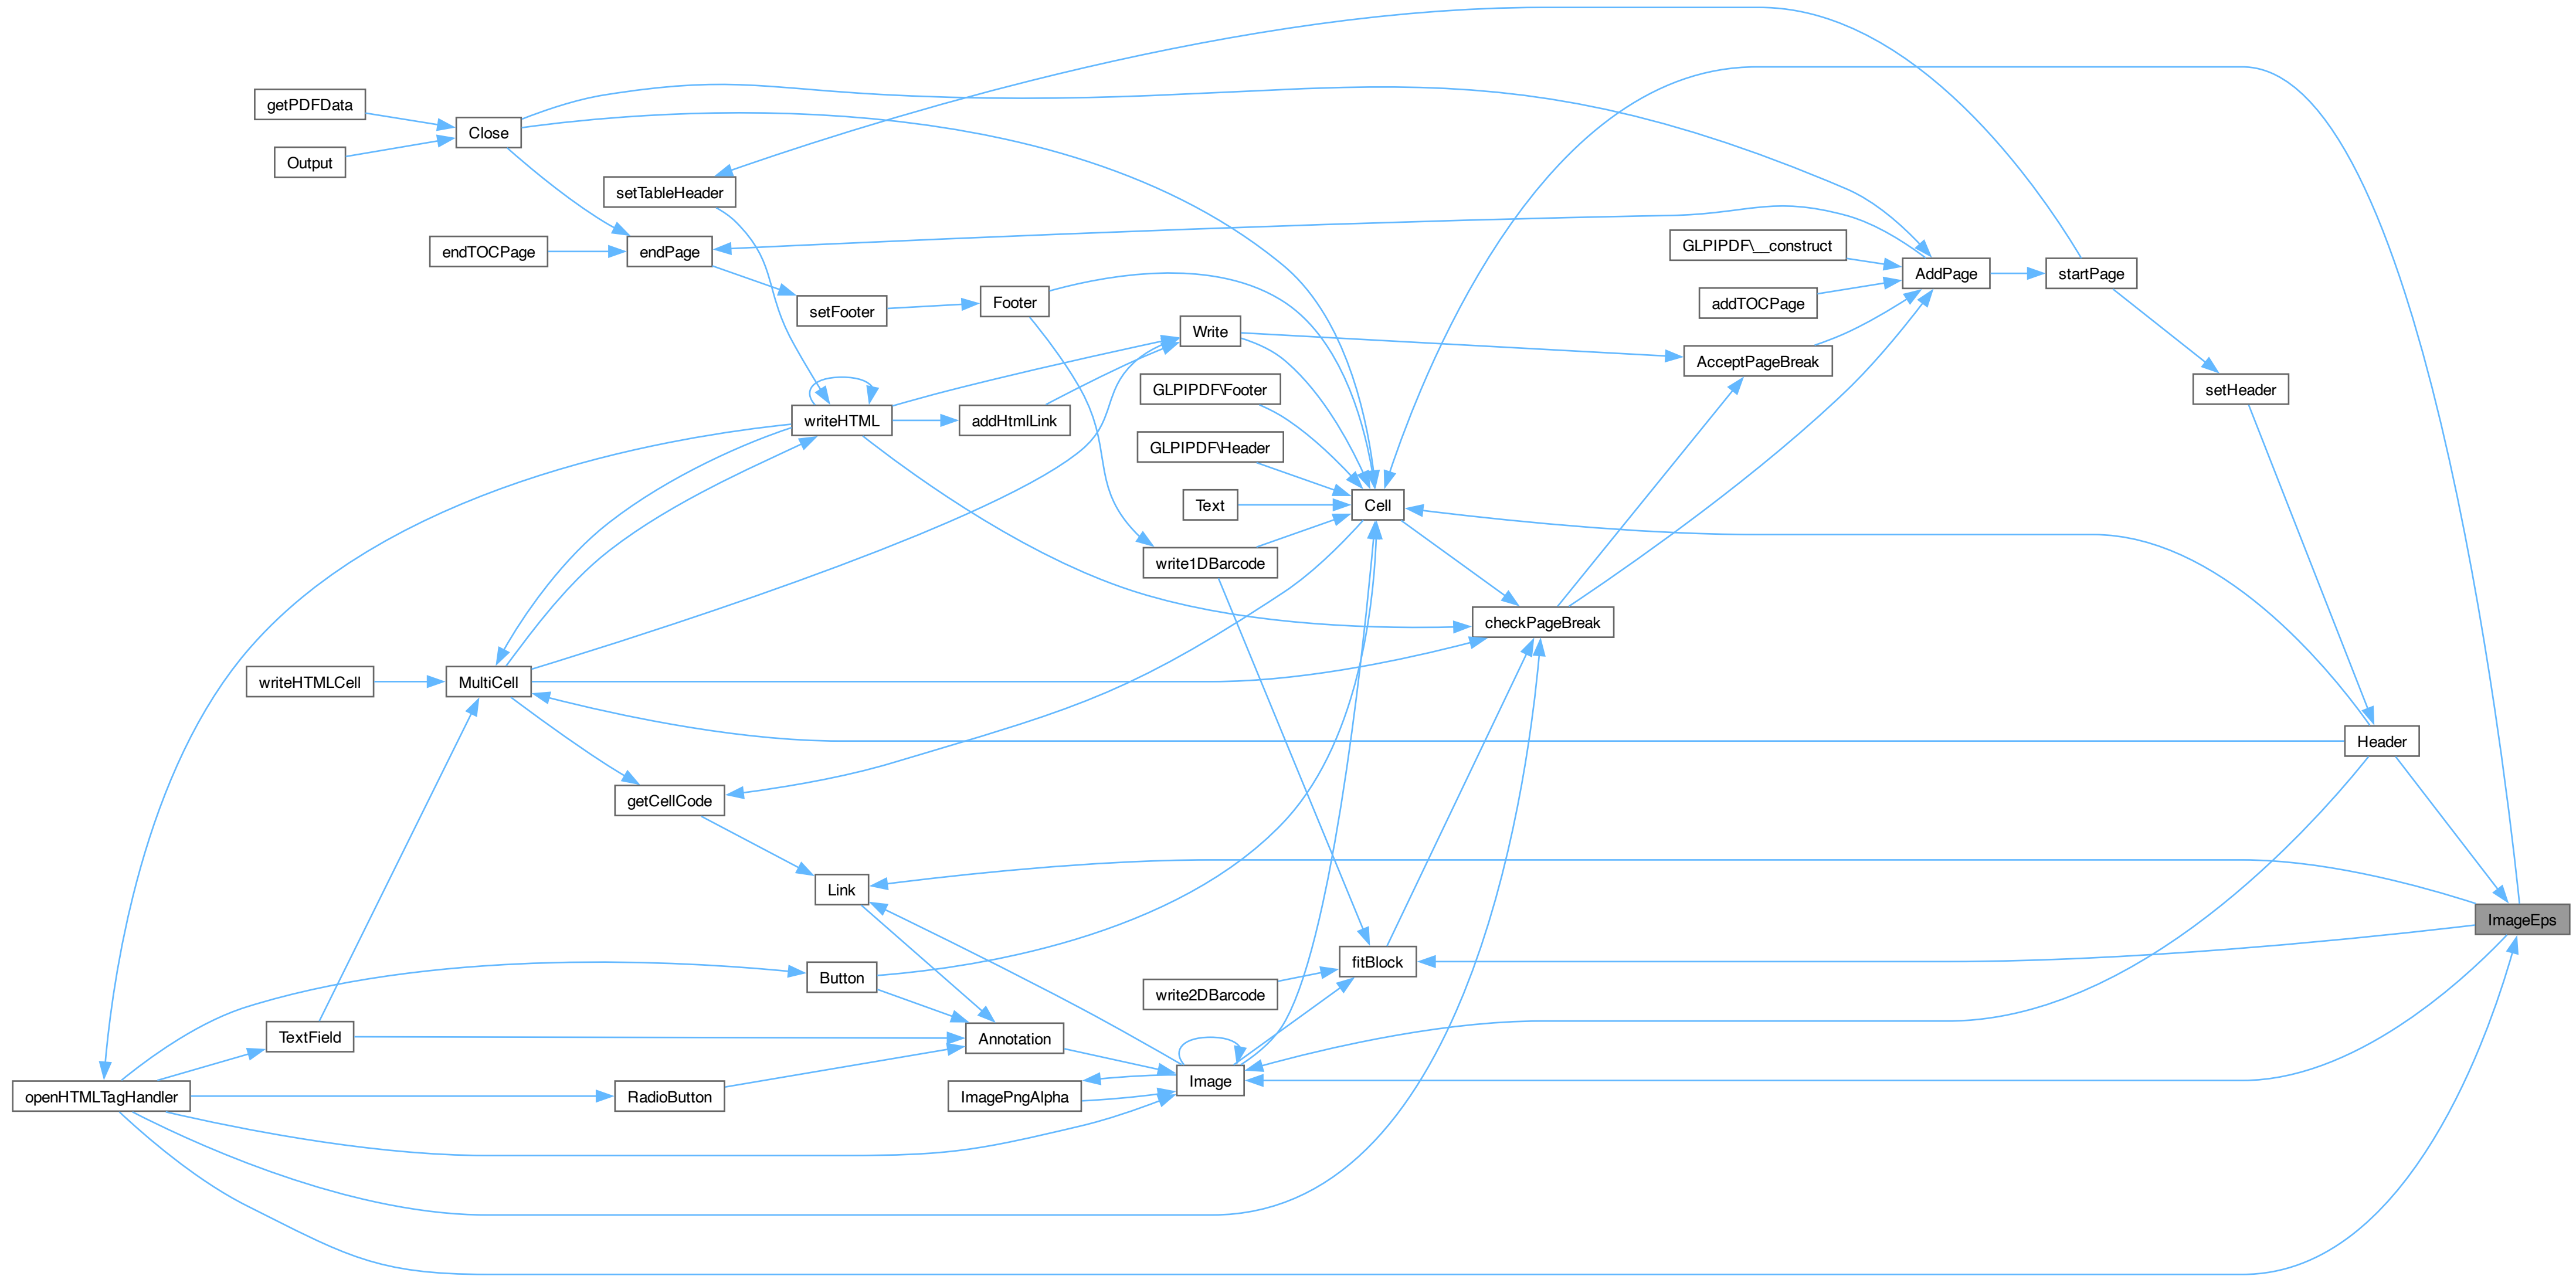 getPDFData
Close
Output
setTableHeader
endTOCPage
endPage
GLPIPDF\__construct
AddPage
startPage
addTOCPage
setFooter
Footer
Write
AcceptPageBreak
GLPIPDF\Footer
setHeader
writeHTML
addHtmlLink
GLPIPDF\Header
Text
Cell
write1DBarcode
checkPageBreak
writeHTMLCell
MultiCell
Header
getCellCode
Link
ImageEps
fitBlock
Button
write2DBarcode
TextField
Annotation
Image
openHTMLTagHandler
RadioButton
ImagePngAlpha